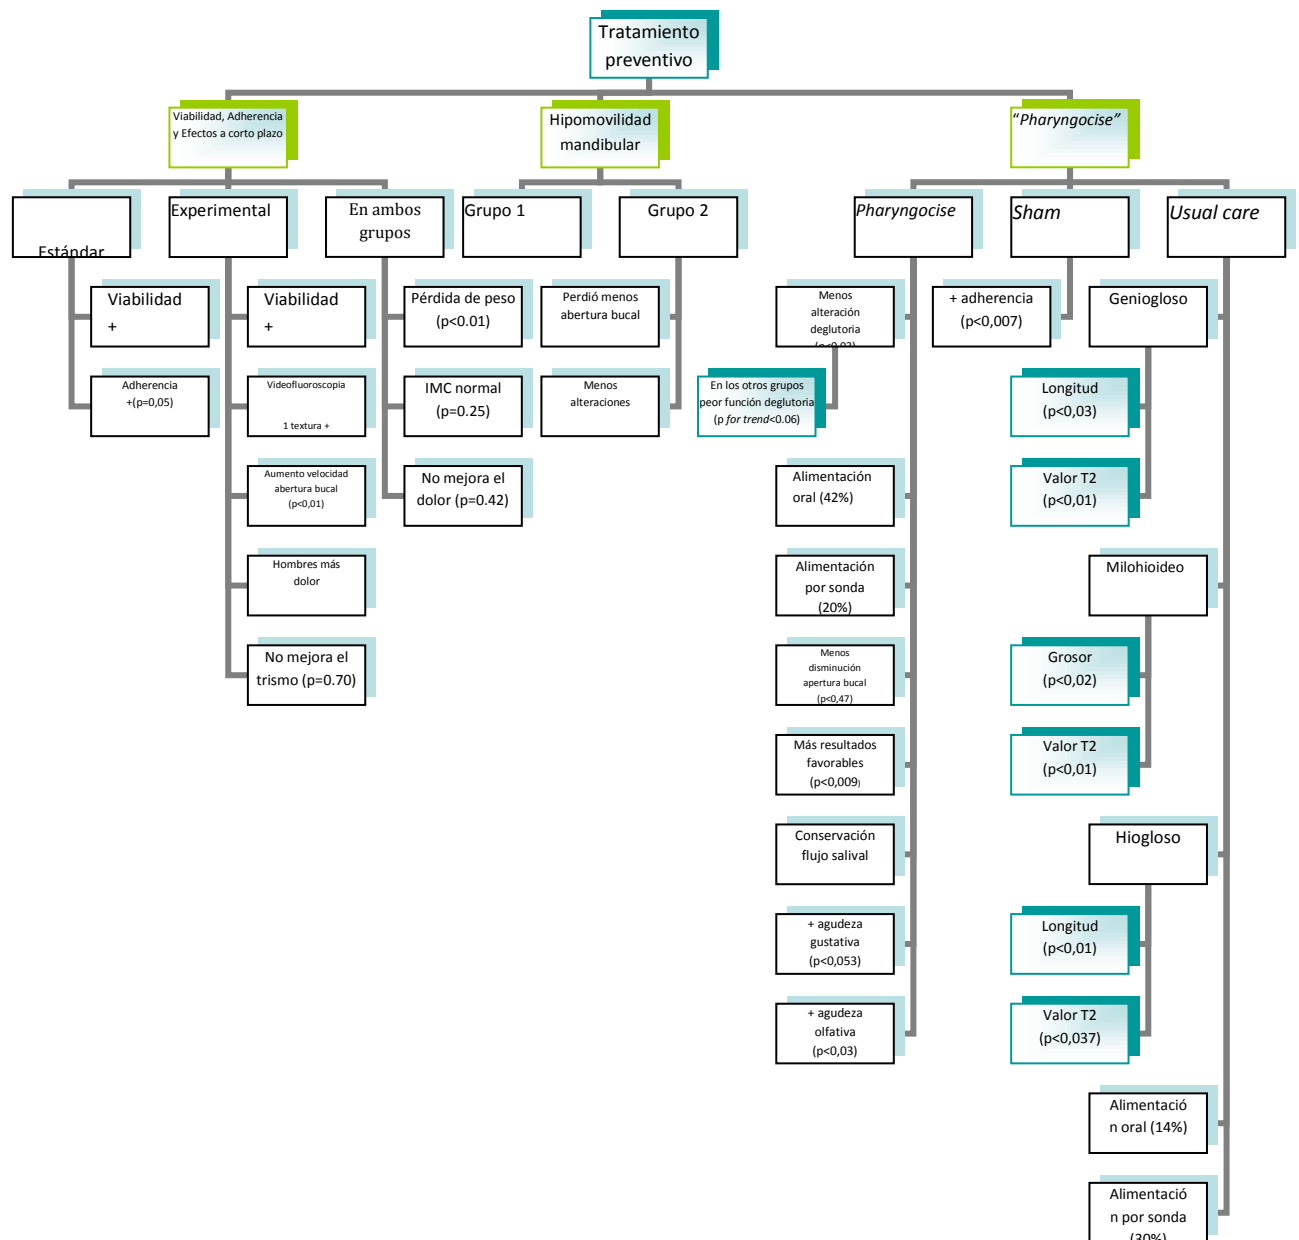 Tratamiento
preventivo
Viabilidad, Adherencia
y Efectos a corto plazo
Hipomovilidad
mandibular
“Pharyngocise”
Estándar
Experimental
En ambos
grupos
Grupo 1
Grupo 2
Pharyngocise
Sham
Usual care
Viabilidad
+
Adherencia
+(p=0,05)
Viabilidad
+
Videofluoroscopia
1 textura +
Aumento velocidad
abertura bucal
(p<0,01)
Hombres más
dolor
No mejora el
trismo (p=0.70)
Pérdida de peso
(p<0.01)
IMC normal
(p=0.25)
No mejora el
dolor (p=0.42)
Perdió menos
abertura bucal
Menos
alteraciones
Menos
alteración
deglutoria
(p<0.03)
En los otros grupos
peor función deglutoria
(p for trend<0.06)
Alimentación
oral (42%)
Alimentación
por sonda
(20%)
Menos
disminución
apertura bucal
(p<0,47)
Más resultados
favorables
(p<0,009)
Conservación
flujo salival
+ agudeza
gustativa
(p<0,053)
+ agudeza
olfativa
(p<0,03)
+ adherencia
(p<0,007)
Geniogloso
Longitud
(p<0,03)
Valor T2
(p<0,01)
Milohioideo
Grosor
(p<0,02)
Valor T2
(p<0,01)
Hiogloso
Longitud
(p<0,01)
Valor T2
(p<0,037)
Alimentació
n oral (14%)
Alimentació
n por sonda
(30%)